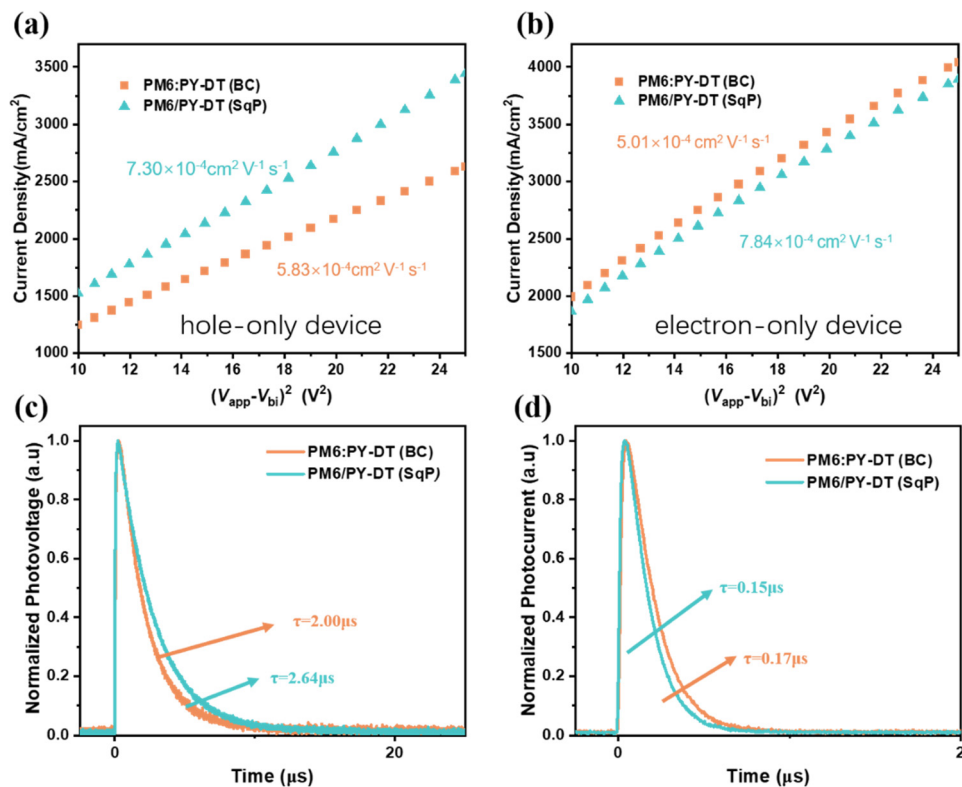 (a)
3500
3000
2500
2000
1500
1000
Current Density(mA/cm²)
PM6:PY-DT (BC)
PM6/PY-DT (SqP)
7.30×10⁻⁴cm² V⁻¹ s⁻¹
5.83×10⁻⁴cm² V⁻¹ s⁻¹
hole-only device
10 12 14 16 18 20 22 24
(Vapp-Vbi)² (V²)
(b)
4000
3500
3000
2500
2000
1500
Current Density(mA/cm²)
PM6:PY-DT (BC)
PM6/PY-DT (SqP)
5.01×10⁻⁴ cm² V⁻¹ s⁻¹
7.84×10⁻⁴ cm² V⁻¹ s⁻¹
electron-only device
10 12 14 16 18 20 22 24
(Vapp-Vbi)² (V²)
(c)
1.0
0.8
0.6
0.4
0.2
0.0
Normalized Photovoltage (a.u)
PM6:PY-DT (BC)
PM6/PY-DT (SqP)
τ=2.00μs
τ=2.64μs
0 20
Time (μs)
(d)
1.0
0.8
0.6
0.4
0.2
0.0
Normalized Photocurrent (a.u)
PM6:PY-DT (BC)
PM6/PY-DT (SqP)
τ=0.15μs
τ=0.17μs
0 2
Time (μs)